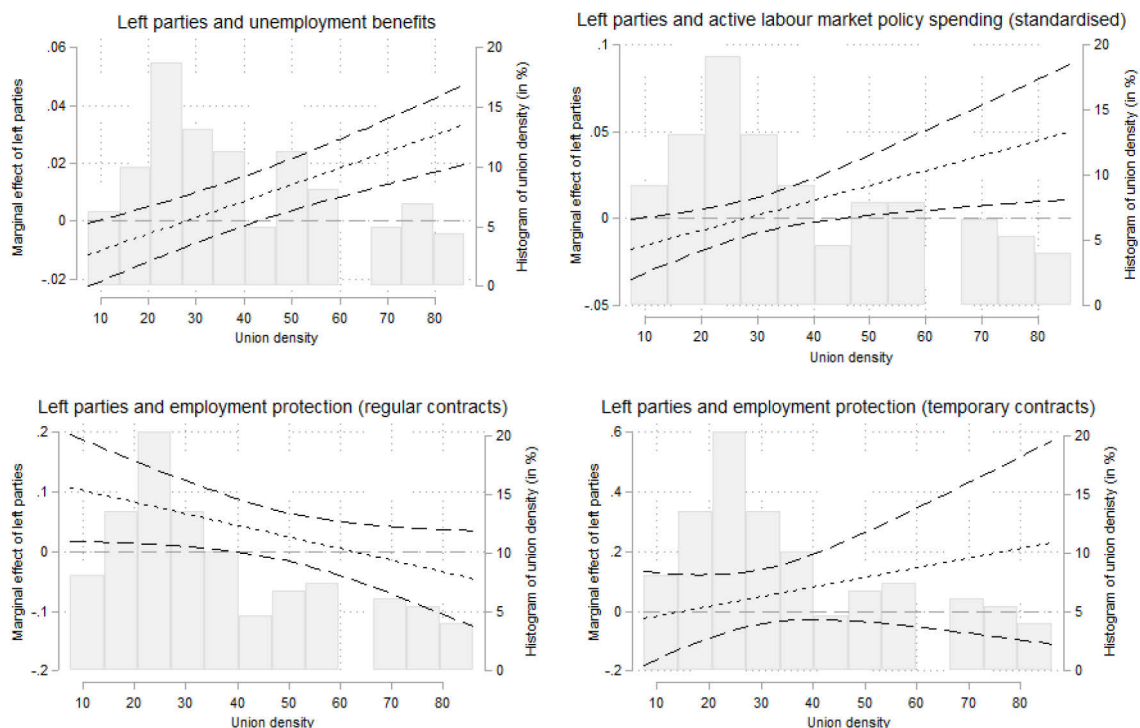 Left parties and unemployment benefits
Marginal effect of left parties
.06
.04
.02
0
-.02
20
15
10
5
0
Histogram of union density (in %)
10 20 30 40 50 60 70 80
Union density
Left parties and active labour market policy spending (standardised)
Marginal effect of left parties
.1
.05
0
-.05
20
15
10
5
0
Histogram of union density (in %)
10 20 30 40 50 60 70 80
Union density
Left parties and employment protection (regular contracts)
Marginal effect of left parties
.2
.1
0
-.1
-.2
20
15
10
5
0
Histogram of union density (in %)
10 20 30 40 50 60 70 80
Union density
Left parties and employment protection (temporary contracts)
Marginal effect of left parties
.6
.4
.2
0
-.2
20
15
10
5
0
Histogram of union denisty (in %)
10 20 30 40 50 60 70 80
Union density